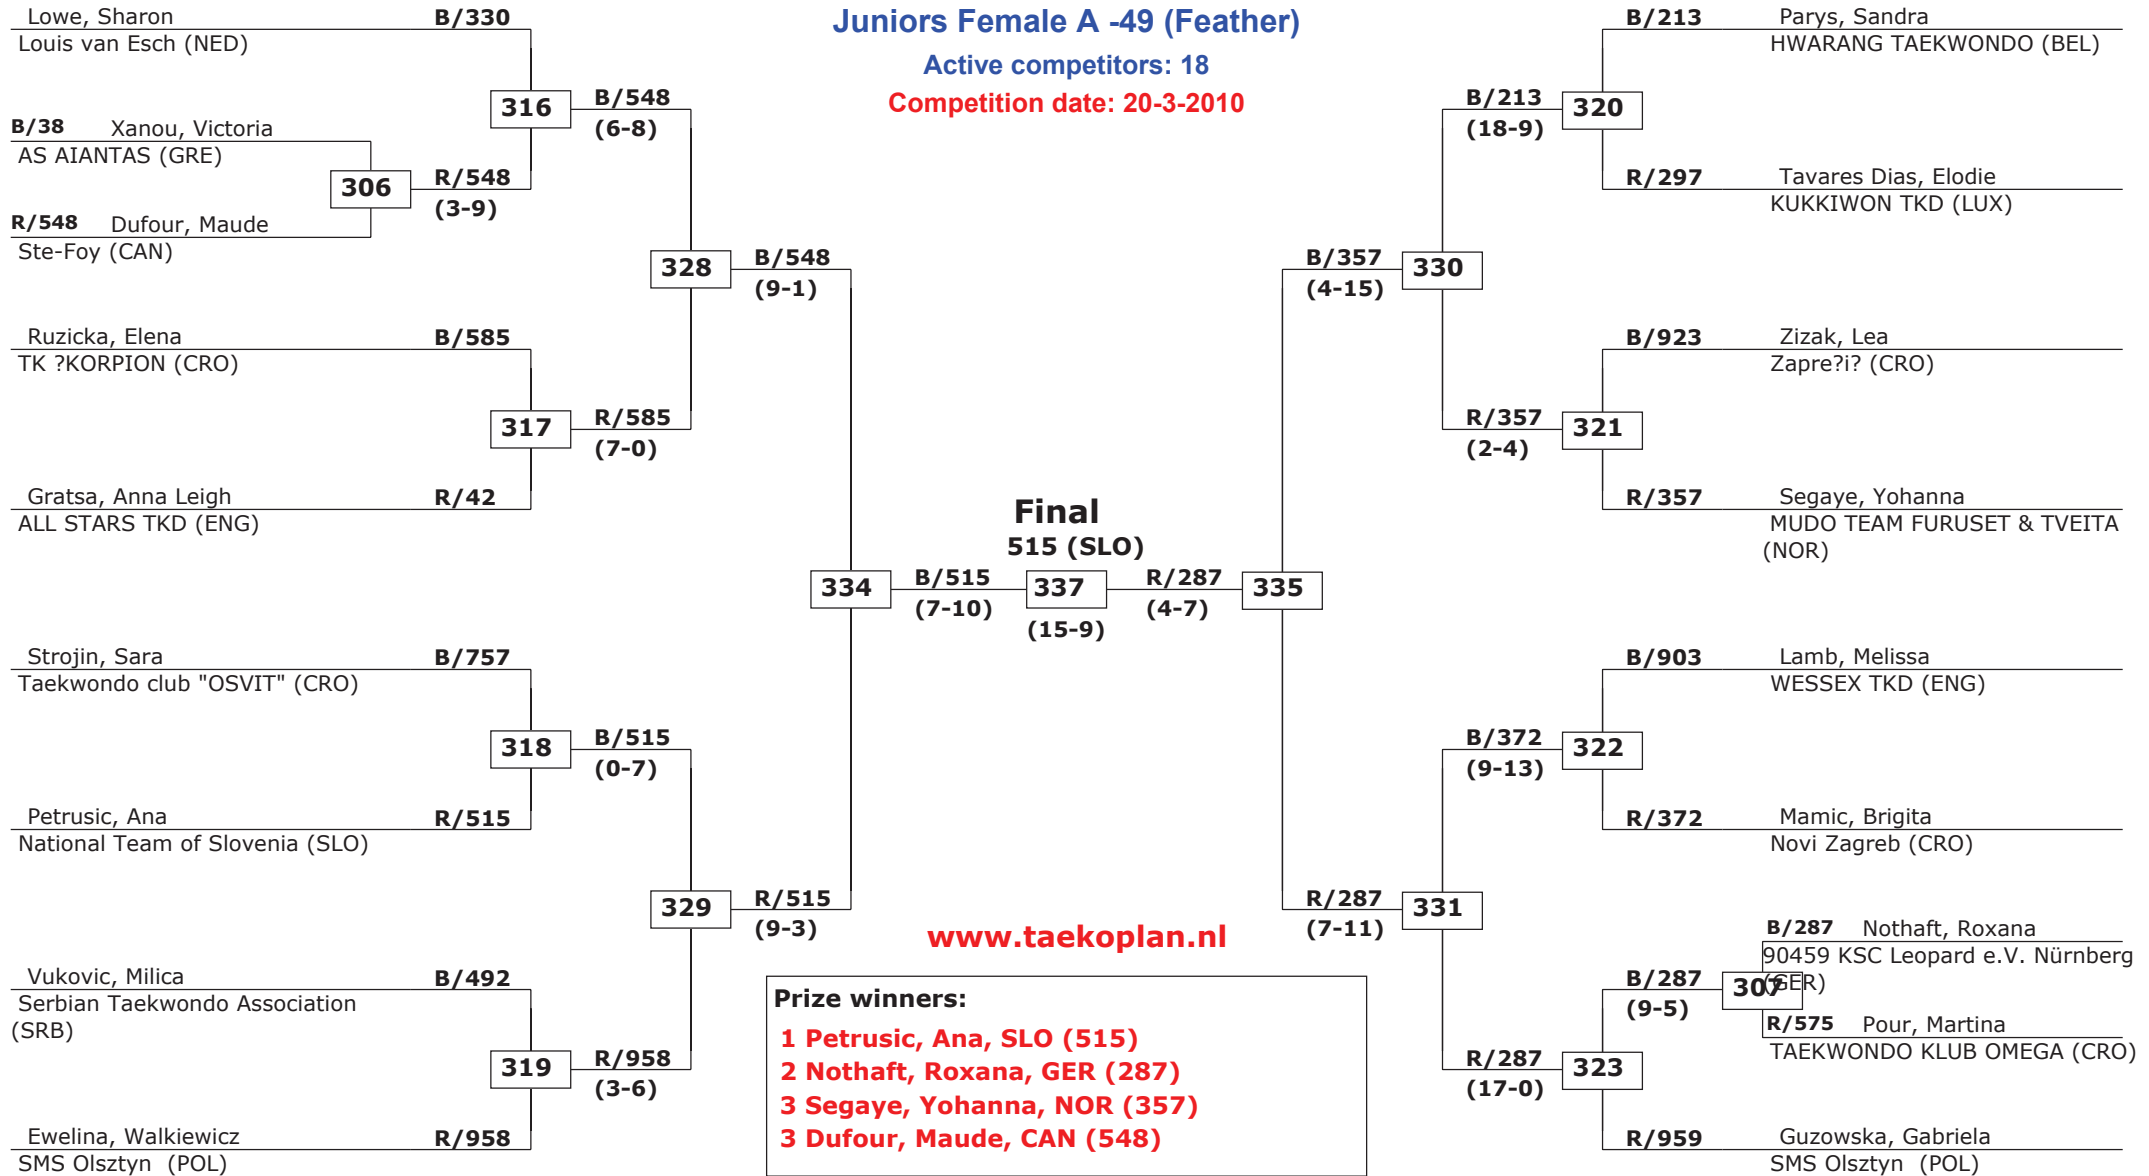 Juniors Female A -49 (Feather)
Active competitors: 18
Competition date: 20-3-2010
Lowe, Sharon B/330
Louis van Esch (NED)
316 B/548
(6-8)
B/38 Xanou, Victoria
AS AIANTAS (GRE)
306 R/548
(3-9)
R/548 Dufour, Maude
Ste-Foy (CAN)
328 B/548
(9-1)
Ruzicka, Elena B/585
TK ?KORPION (CRO)
317 R/585
(7-0)
Gratsa, Anna Leigh R/42
ALL STARS TKD (ENG)
334 B/515
(7-10)
Strojin, Sara B/757
Taekwondo club "OSVIT" (CRO)
318 B/515
(0-7)
Petrusic, Ana R/515
National Team of Slovenia (SLO)
329 R/515
(9-3)
Vukovic, Milica B/492
Serbian Taekwondo Association
(SRB)
319 R/958
(3-6)
Ewelina, Walkiewicz R/958
SMS Olsztyn (POL)
Final
515 (SLO)
337
(15-9)
B/213 Parys, Sandra
HWARANG TAEKWONDO (BEL)
B/213 320
(18-9)
R/297 Tavares Dias, Elodie
KUKKIWON TKD (LUX)
B/357 330
(4-15)
B/923 Zizak, Lea
Zapre?i? (CRO)
R/357 321
(2-4)
R/357 Segaye, Yohanna
MUDO TEAM FURUSET & TVEITA
(NOR)
R/287 335
(4-7)
B/903 Lamb, Melissa
WESSEX TKD (ENG)
B/372 322
(9-13)
R/372 Mamic, Brigita
Novi Zagreb (CRO)
R/287 331
(7-11)
B/287 Nothaft, Roxana
90459 KSC Leopard e.V. Nürnberg
(GER)
B/287 307
(9-5)
R/575 Pour, Martina
TAEKWONDO KLUB OMEGA (CRO)
R/287 323
(17-0)
R/959 Guzowska, Gabriela
SMS Olsztyn (POL)
www.taekoplan.nl
Prize winners:
1 Petrusic, Ana, SLO (515)
2 Nothaft, Roxana, GER (287)
3 Segaye, Yohanna, NOR (357)
3 Dufour, Maude, CAN (548)